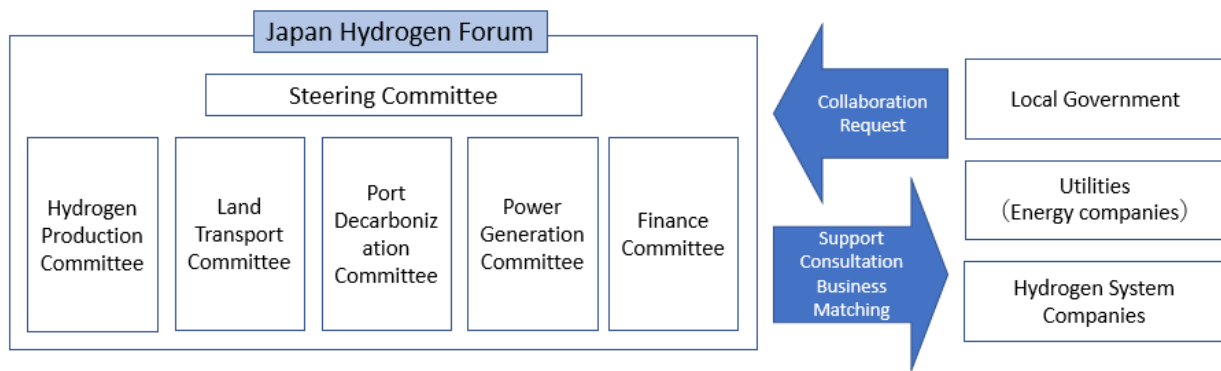 Japan Hydrogen Forum
Steering Committee
Hydrogen
Production
Committee
Land
Transport
Committee
Port
Decarboniz
ation
Committee
Power
Generation
Committee
Finance
Committee
Collaboration
Request
Support
Consultation
Business
Matching
Local Government
Utilities
（Energy companies）
Hydrogen System
Companies